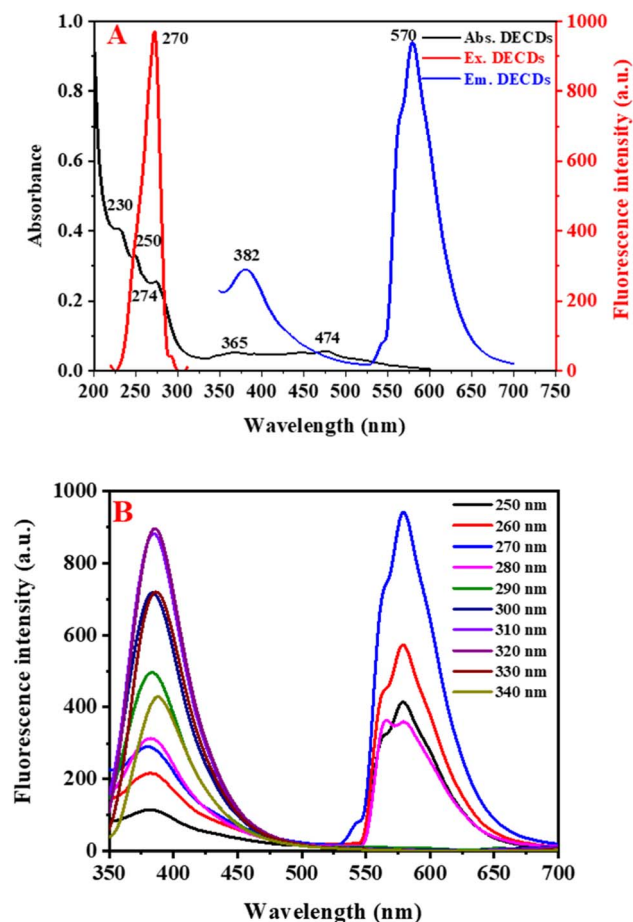 A
270
570
Abs. DECDs
Ex. DECDs
Em. DECDs
1.0
0.8
0.6
0.4
0.2
0.0
Absorbance
230
250
274
365
474
382
1000
800
600
400
200
0
Fluorescence intensity (a.u.)
200 250 300 350 400 450 500 550 600 650 700 750
Wavelength (nm)
B
1000
800
600
400
200
0
Fluorescence intensity (a.u.)
250 nm
260 nm
270 nm
280 nm
290 nm
300 nm
310 nm
320 nm
330 nm
340 nm
350 400 450 500 550 600 650 700
Wavelength (nm)